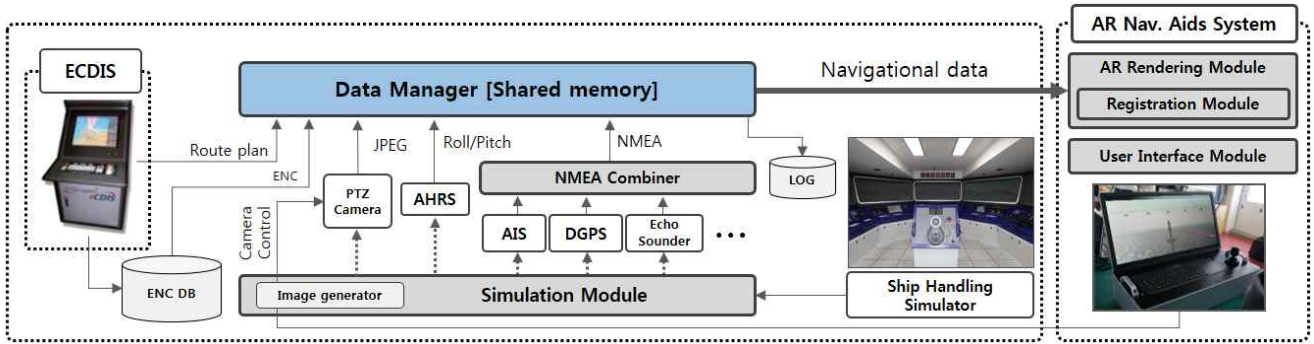 ECDIS
Data Manager [Shared memory]
Navigational data
AR Nav. Aids System
AR Rendering Module
Registration Module
User Interface Module
Route plan
ENC
JPEG
Roll/Pitch
NMEA
LOG
PTZ
Camera
AHRS
NMEA Combiner
AIS
DGPS
Echo
Sounder
•••
Camera
Control
ENC DB
Image generator
Simulation Module
Ship Handling
Simulator
ECDIS